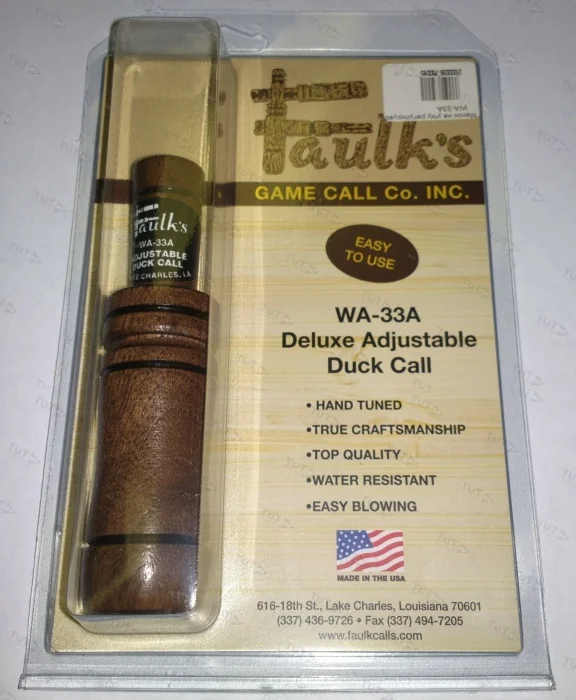 WA-33A
Faulk's
GAME CALL Co. INC.
EASY
TO USE
WA-33A
Deluxe Adjustable
Duck Call
• HAND TUNED
•TRUE CRAFTSMANSHIP
•TOP QUALITY
•WATER RESISTANT
•EASY BLOWING
MADE IN THE USA
616-18th St., Lake Charles, Louisiana 70601
(337) 436-9726 • Fax (337) 494-7205
www.faulkcalls.com
Faulk's
WA-33A
ADJUSTABLE
DUCK CALL
CHARLES, LA